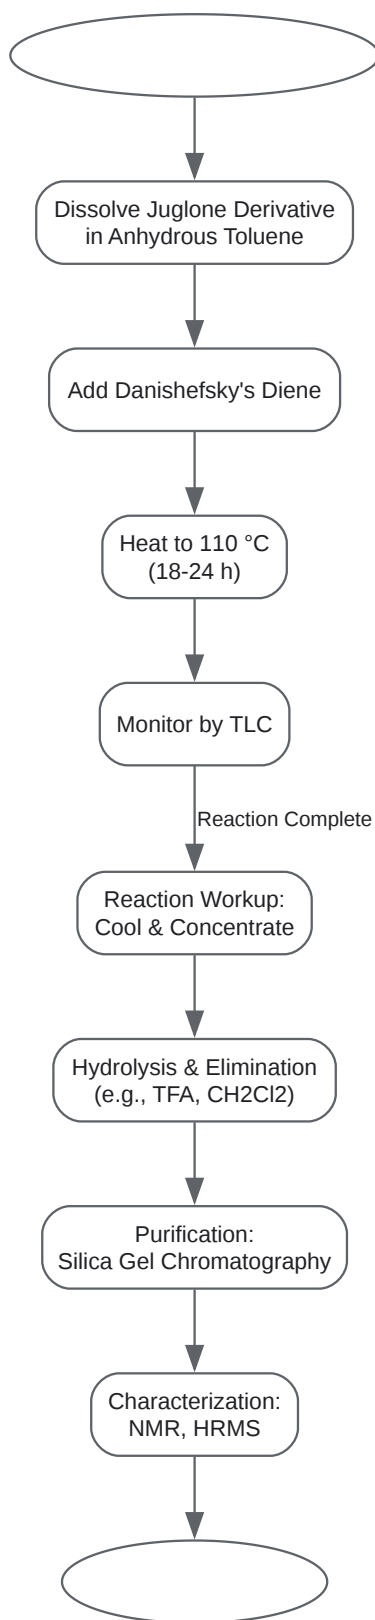 Dissolve Juglone Derivative
in Anhydrous Toluene
Add Danishefsky's Diene
Heat to 110 °C
(18-24 h)
Monitor by TLC
Reaction Complete
Reaction Workup:
Cool & Concentrate
Hydrolysis & Elimination
(e.g., TFA, CH2Cl2)
Purification:
Silica Gel Chromatography
Characterization:
NMR, HRMS